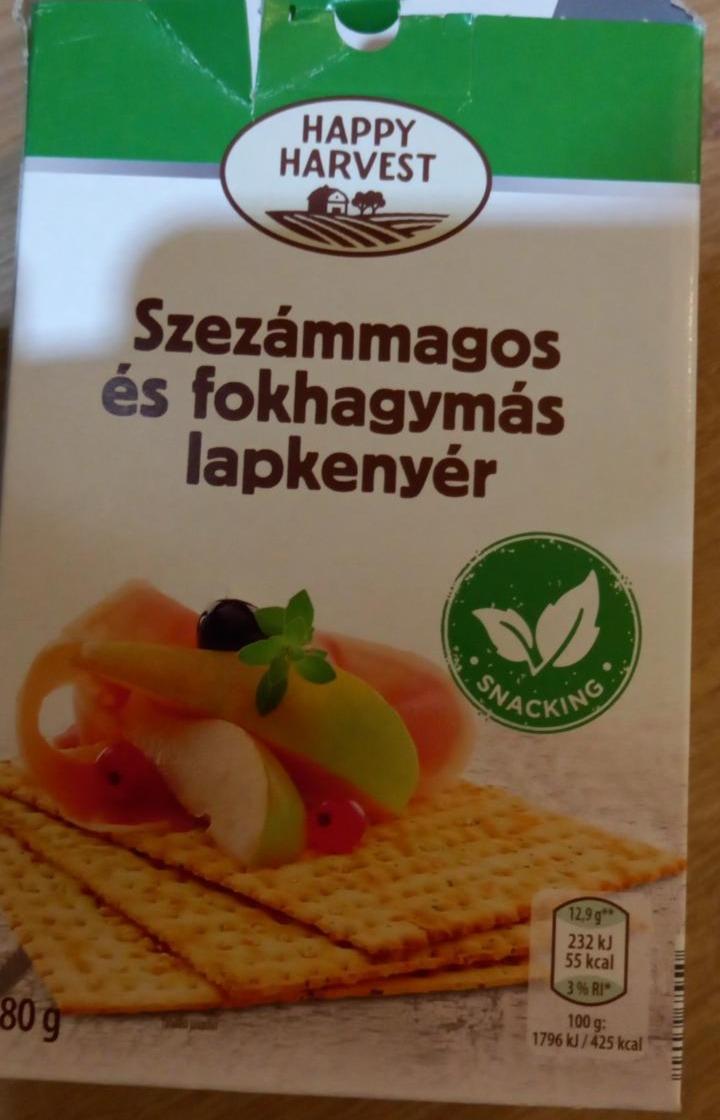 HAPPY
HARVEST
Szezámmagos
és fokhagymás
lapkenyér
SNACKING
12,9 g**
232 kJ
55 kcal
3 % RI*
100 g:
1796 kJ / 425 kcal
80 g